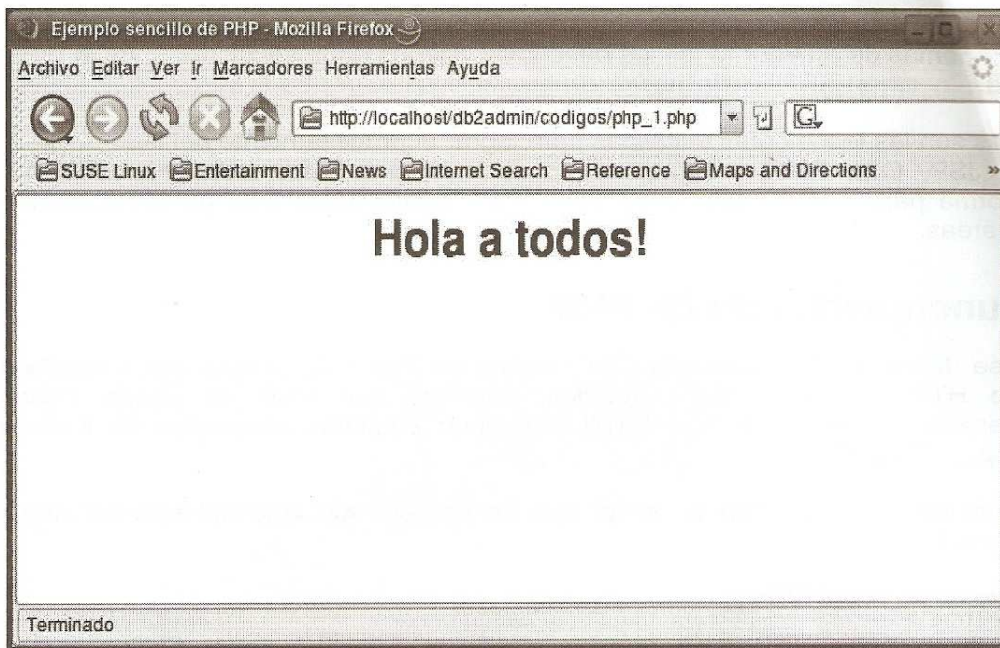 Ejemplo sencillo de PHP - Mozilla Firefox
Archivo Editar Ver Ir Marcadores Herramientas Ayuda
http://localhost/db2admin/codigos/php_1.php G
SUSE Linux Entertainment News Internet Search Reference Maps and Directions »
Hola a todos!
Terminado